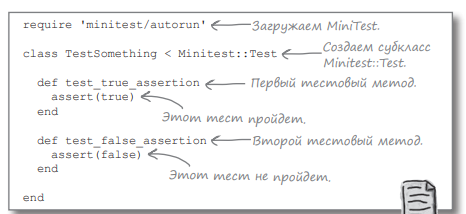 require 'minitest/autorun'
Загружаем MiniTest.
class TestSomething < Minitest::Test
Создаем субкласс
Minitest::Test.
def test_true_assertion
Первый тестовый метод.
assert(true)
Этот тест пройдет.
end
def test_false_assertion
Второй тестовый метод.
assert(false)
Этот тест не пройдет.
end
end